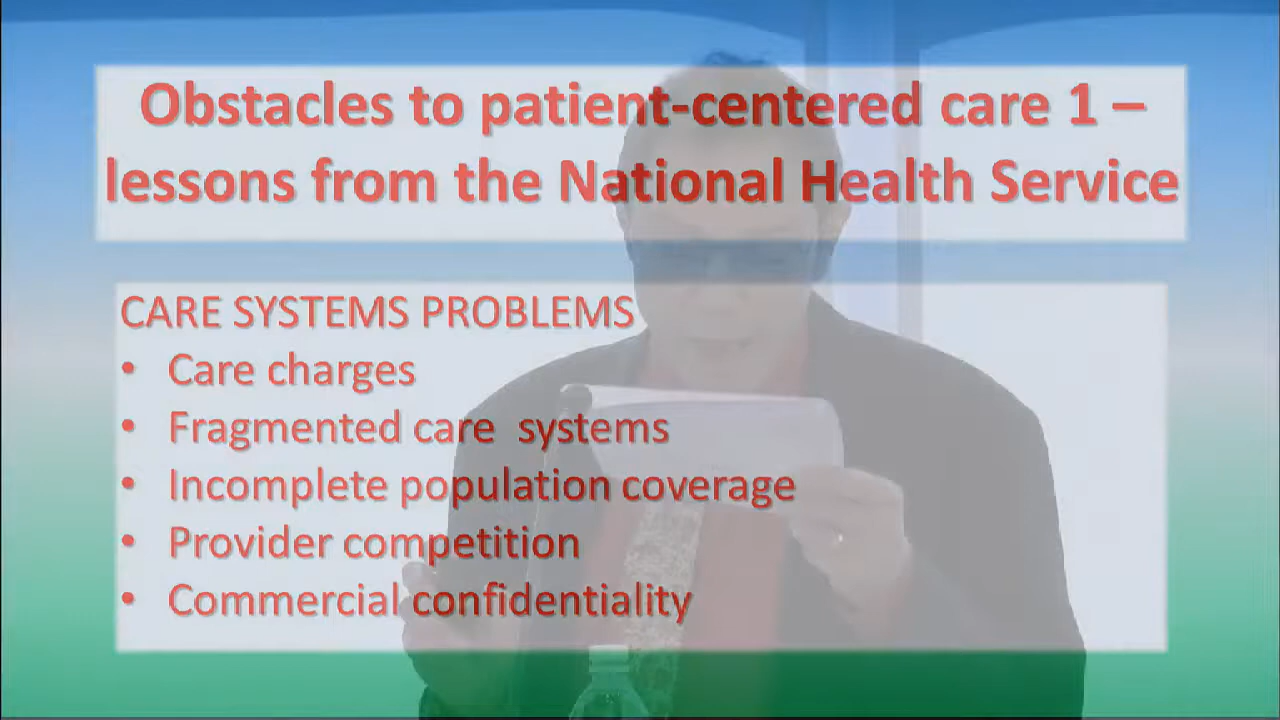 Obstacles to patient-centered care 1 –
lessons from the National Health Service
CARE SYSTEMS PROBLEMS
• Care charges
• Fragmented care  systems
• Incomplete population coverage
• Provider competition
• Commercial confidentiality